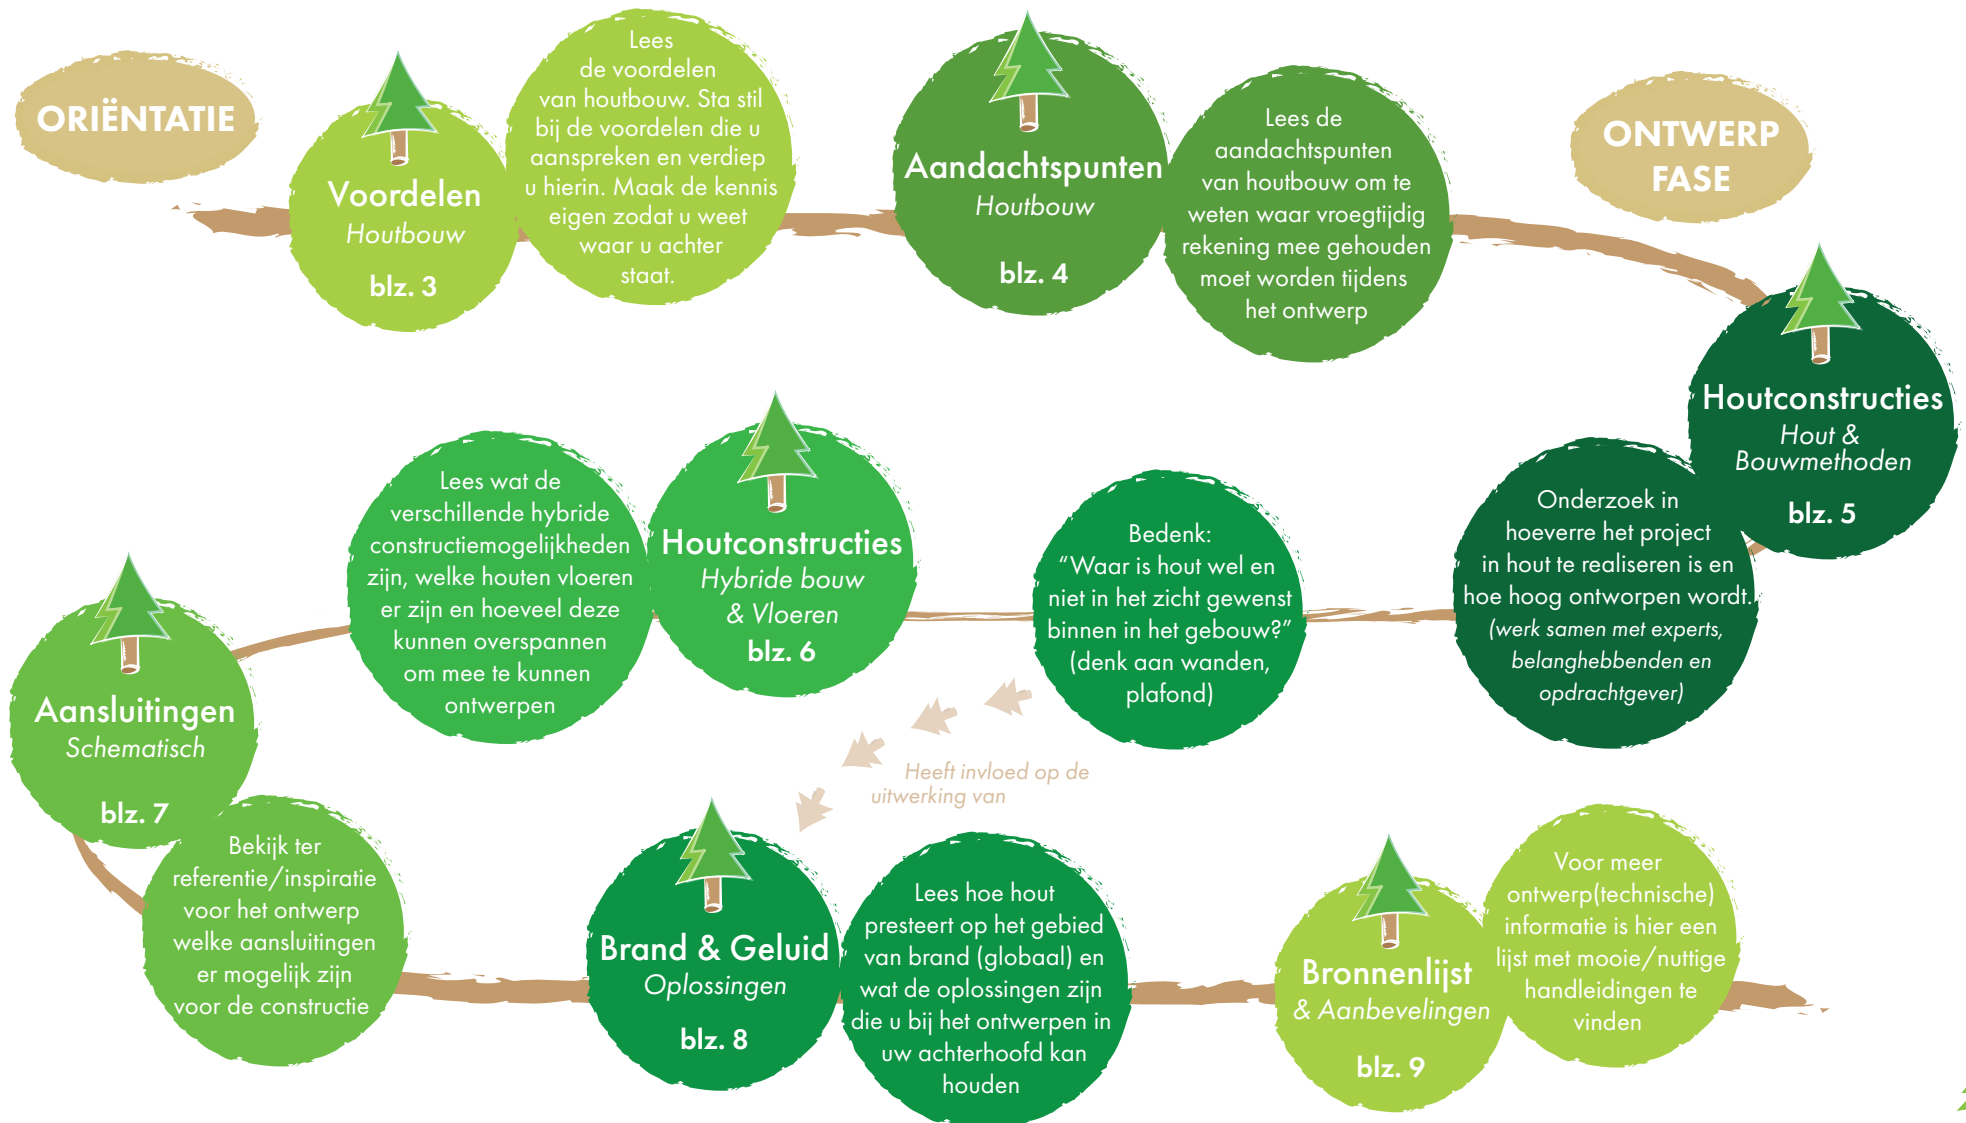 ORIËNTATIE
Voordelen
Houtbouw
blz. 3
Lees
de voordelen
van houtbouw. Sta stil
bij de voordelen die u
aanspreken en verdiep
u hierin. Maak de kennis
eigen zodat u weet
waar u achter
staat.
Aandachtspunten
Houtbouw
blz. 4
Lees de
aandachtspunten
van houtbouw om te
weten waar vroegtijdig
rekening mee gehouden
moet worden tijdens
het ontwerp
ONTWERP
FASE
Houtconstructies
Hout &
Bouwmethoden
blz. 5
Onderzoek in
hoeverre het project
in hout te realiseren is en
hoe hoog ontworpen wordt.
(werk samen met experts,
belanghebbenden en
opdrachtgever)
Bedenk:
“Waar is hout wel en
niet in het zicht gewenst
binnen in het gebouw?”
(denk aan wanden,
plafond)
Heeft invloed op de
uitwerking van
Houtconstructies
Hybride bouw
& Vloeren
blz. 6
Lees wat de
verschillende hybride
constructiemogelijkheden
zijn, welke houten vloeren
er zijn en hoeveel deze
kunnen overspannen
om mee te kunnen
ontwerpen
Aansluitingen
Schematisch
blz. 7
Bekijk ter
referentie/inspiratie
voor het ontwerp
welke aansluitingen
er mogelijk zijn
voor de constructie
Brand & Geluid
Oplossingen
blz. 8
Lees hoe hout
presteert op het gebied
van brand (globaal) en
wat de oplossingen zijn
die u bij het ontwerpen in
uw achterhoofd kan
houden
Bronnenlijst
& Aanbevelingen
blz. 9
Voor meer
ontwerp(technische)
informatie is hier een
lijst met mooie/nuttige
handleidingen te
vinden